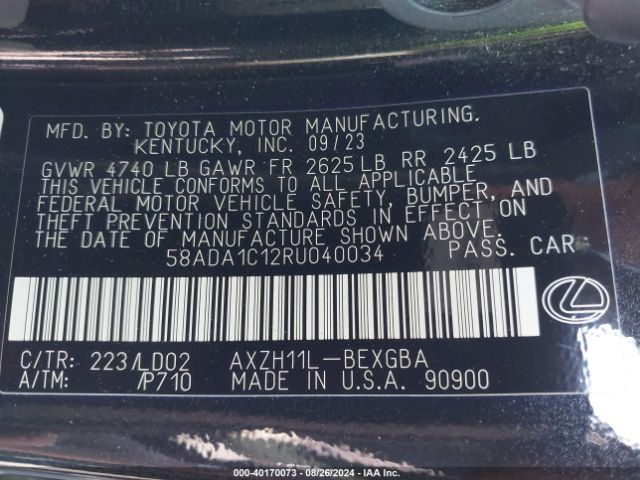 MFD. BY: TOYOTA MOTOR MANUFACTURING.
KENTUCKY, INC. 09/23
GVWR 4740 LB GAWR FR 2625 LB RR 2425 LB
THIS VEHICLE CONFORMS TO ALL APPLICABLE
FEDERAL MOTOR VEHICLE SAFETY, BUMPER, AND
THEFT PREVENTION STANDARDS IN EFFECT ON
THE DATE OF MANUFACTURE SHOWN ABOVE.
58ADA1C12RU040034 PASS. CAR
C/TR: 223/LD02 AXZH11L-BEXGBA
A/TM: /P710 MADE IN U.S.A. 90900
000-40170073 - 08/26/2024 - IAA Inc.